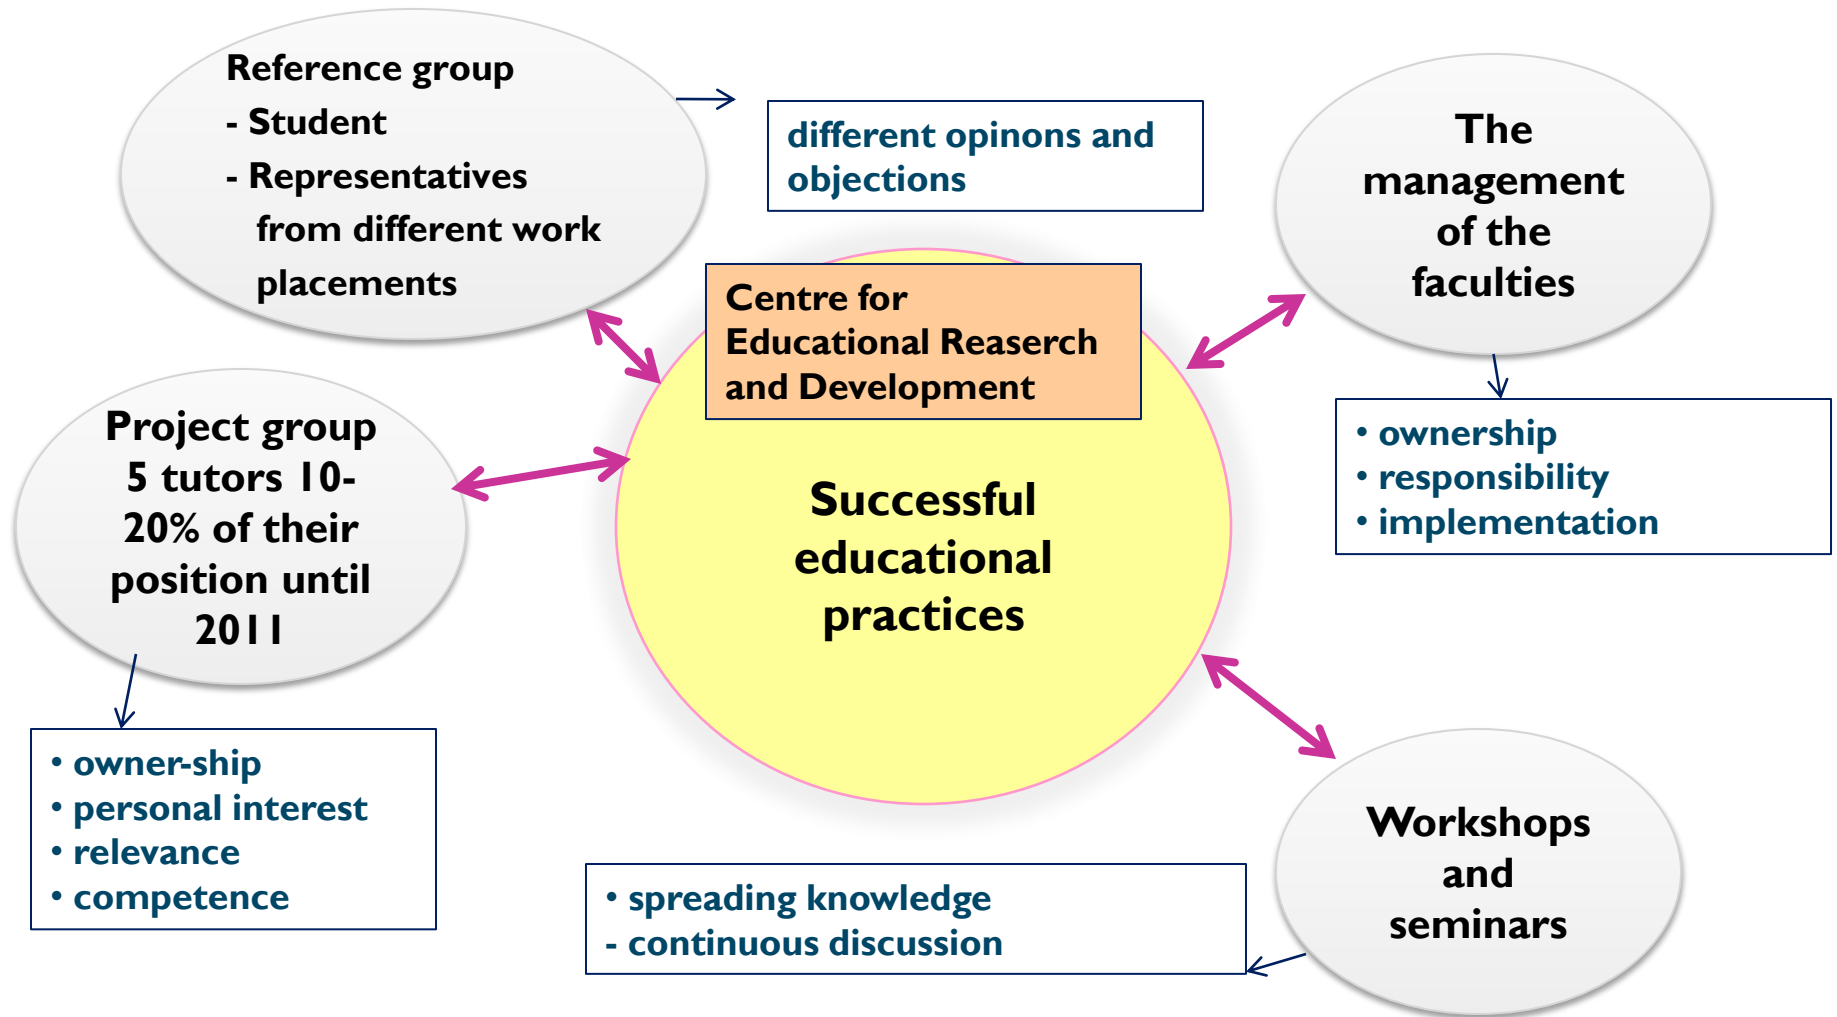 Reference group
- Student
- Representatives
from different work
placements
different opinons and
objections
The
management
of the
faculties
Centre for
Educational Reaserch
and Development
Successful
educational
practices
Project group
5 tutors 10-
20% of their
position until
2011
• ownership
• responsibility
• implementation
• owner-ship
• personal interest
• relevance
• competence
• spreading knowledge
- continuous discussion
Workshops
and
seminars